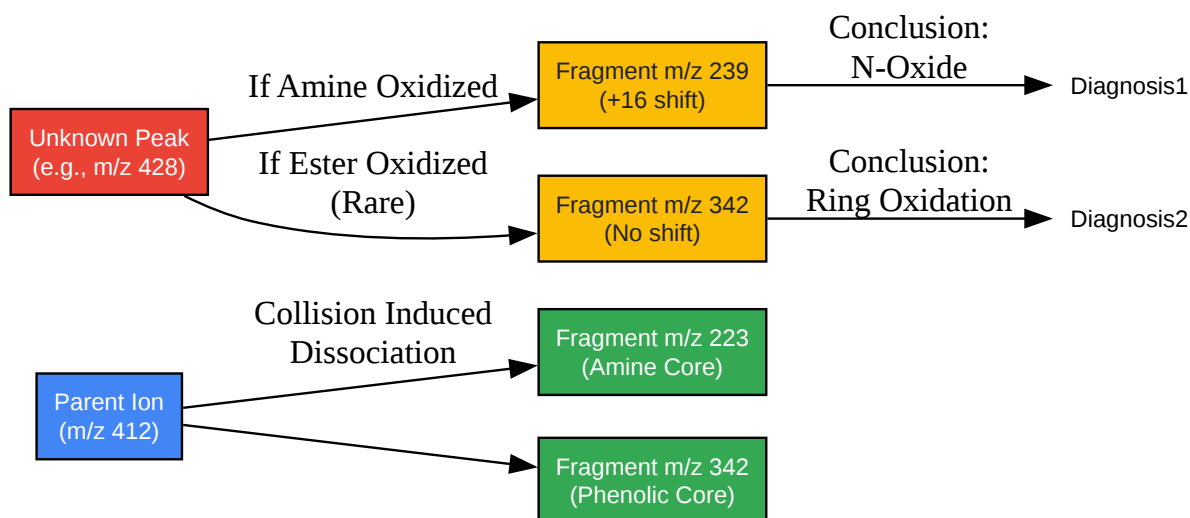 Unknown Peak
(e.g., m/z 428)
If Amine Oxidized
Fragment m/z 239
(+16 shift)
Conclusion:
N-Oxide
Diagnosis1
If Ester Oxidized
(Rare)
Fragment m/z 342
(No shift)
Conclusion:
Ring Oxidation
Diagnosis2
Parent Ion
(m/z 412)
Collision Induced
Dissociation
Fragment m/z 223
(Amine Core)
Fragment m/z 342
(Phenolic Core)